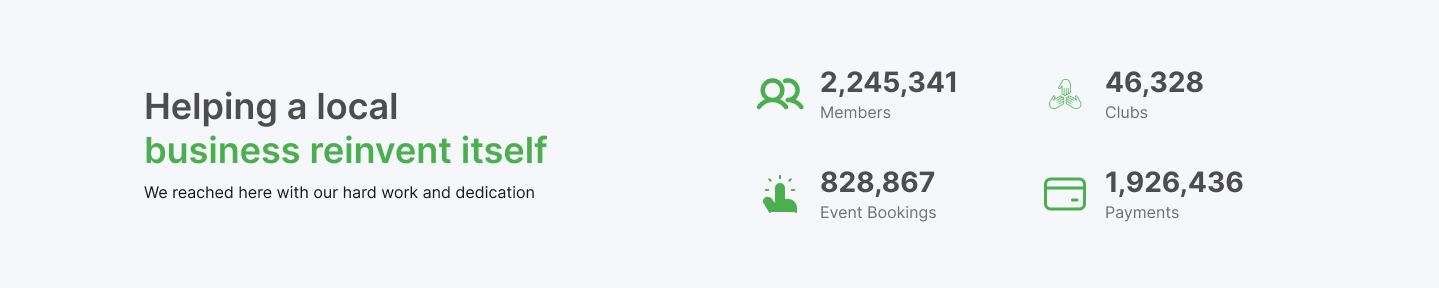 Helping a local
business reinvent itself
We reached here with our hard work and dedication
2,245,341
Members
46,328
Clubs
828,867
Event Bookings
1,926,436
Payments